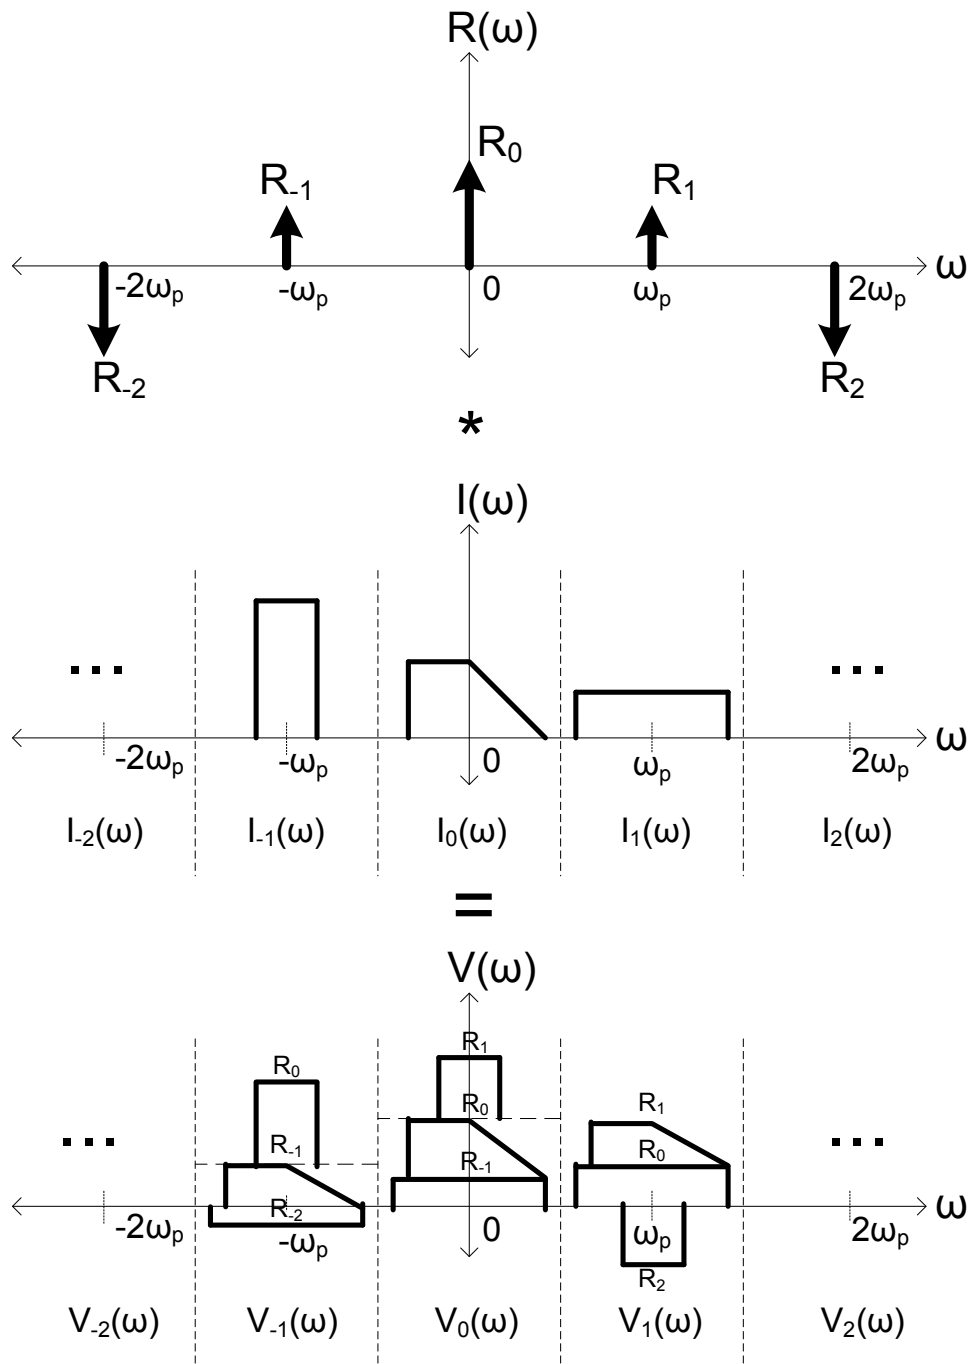 R(ω)
R₀
R₋₁ R₁
-2ωₚ -ωₚ 0 ωₚ 2ωₚ ω
R₋₂ R₂
*
I(ω)
... ...
-2ωₚ -ωₚ 0 ωₚ 2ωₚ ω
I₋₂(ω) I₋₁(ω) I₀(ω) I₁(ω) I₂(ω)
=
V(ω)
R₁
R₀
R₀ R₁
... ...
R₋₁ R₋₁ R₀
R₋₂
-2ωₚ -ωₚ 0 ωₚ 2ωₚ ω
R₂
V₋₂(ω) V₋₁(ω) V₀(ω) V₁(ω) V₂(ω)